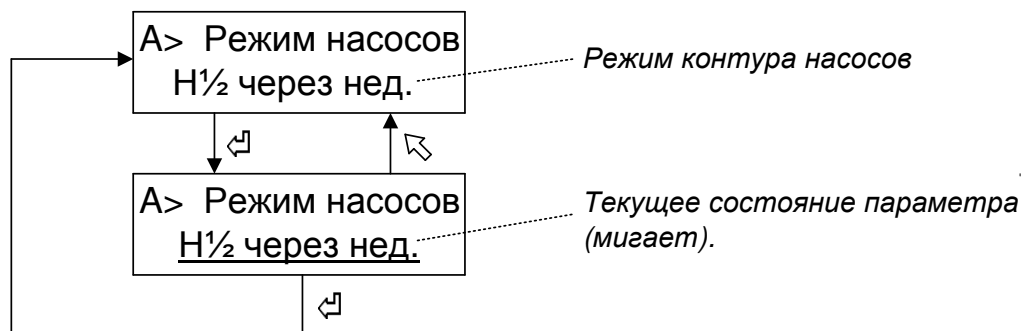 А> Режим насосов
Н½ через нед.
Режим контура насосов
А> Режим насосов
Н½ через нед.
Текущее состояние параметра
(мигает).